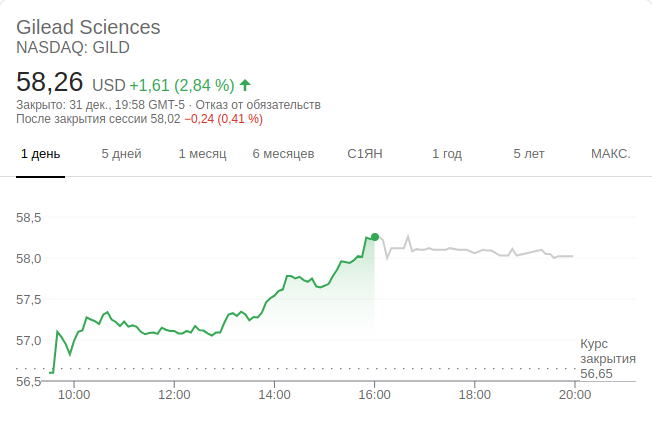 Gilead Sciences
NASDAQ: GILD
58,26 USD +1,61 (2,84 %)
Закрыто: 31 дек., 19:58 GMT-5 · Отказ от обязательств
После закрытия сессии 58,02 −0,24 (0,41 %)
1 день 5 дней 1 месяц 6 месяцев С1ЯН 1 год 5 лет МАКС.
58,5
58,0
57,5
57,0
Курс
закрытия
56,65
56,5
10:00 12:00 14:00 16:00 18:00 20:00